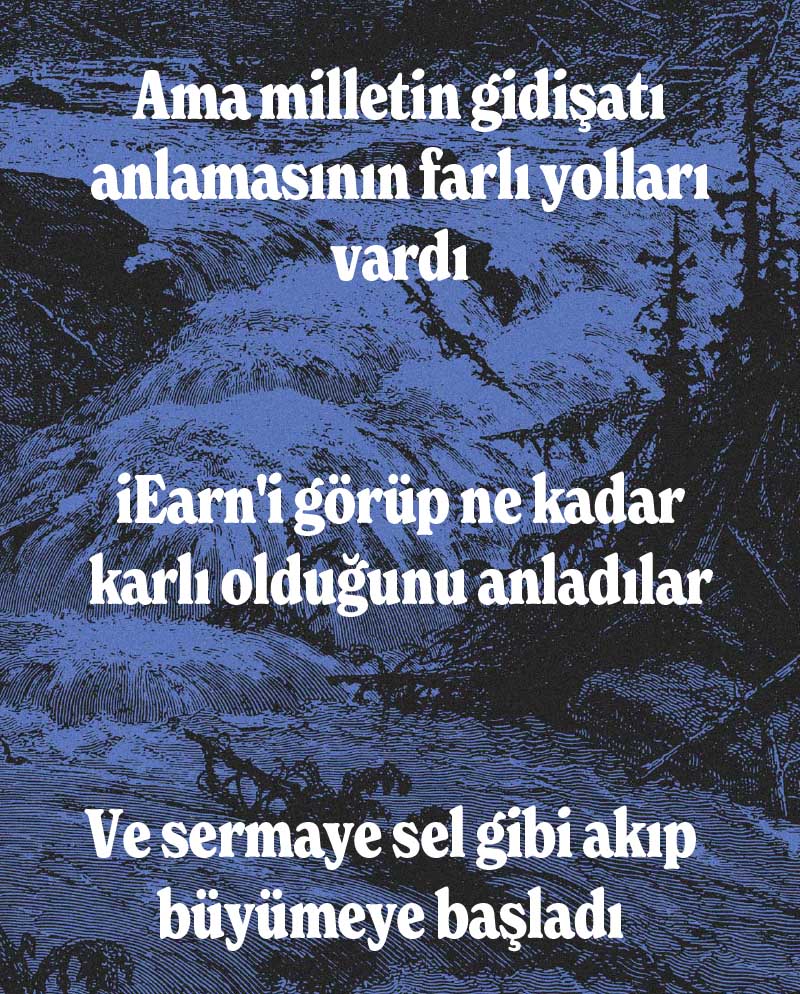 Ama milletin gidişatı
anlamasının farlı yolları
vardı
iEarn'i görüp ne kadar
karlı olduğunu anladılar
Ve sermaye sel gibi akıp
büyümeye başladı